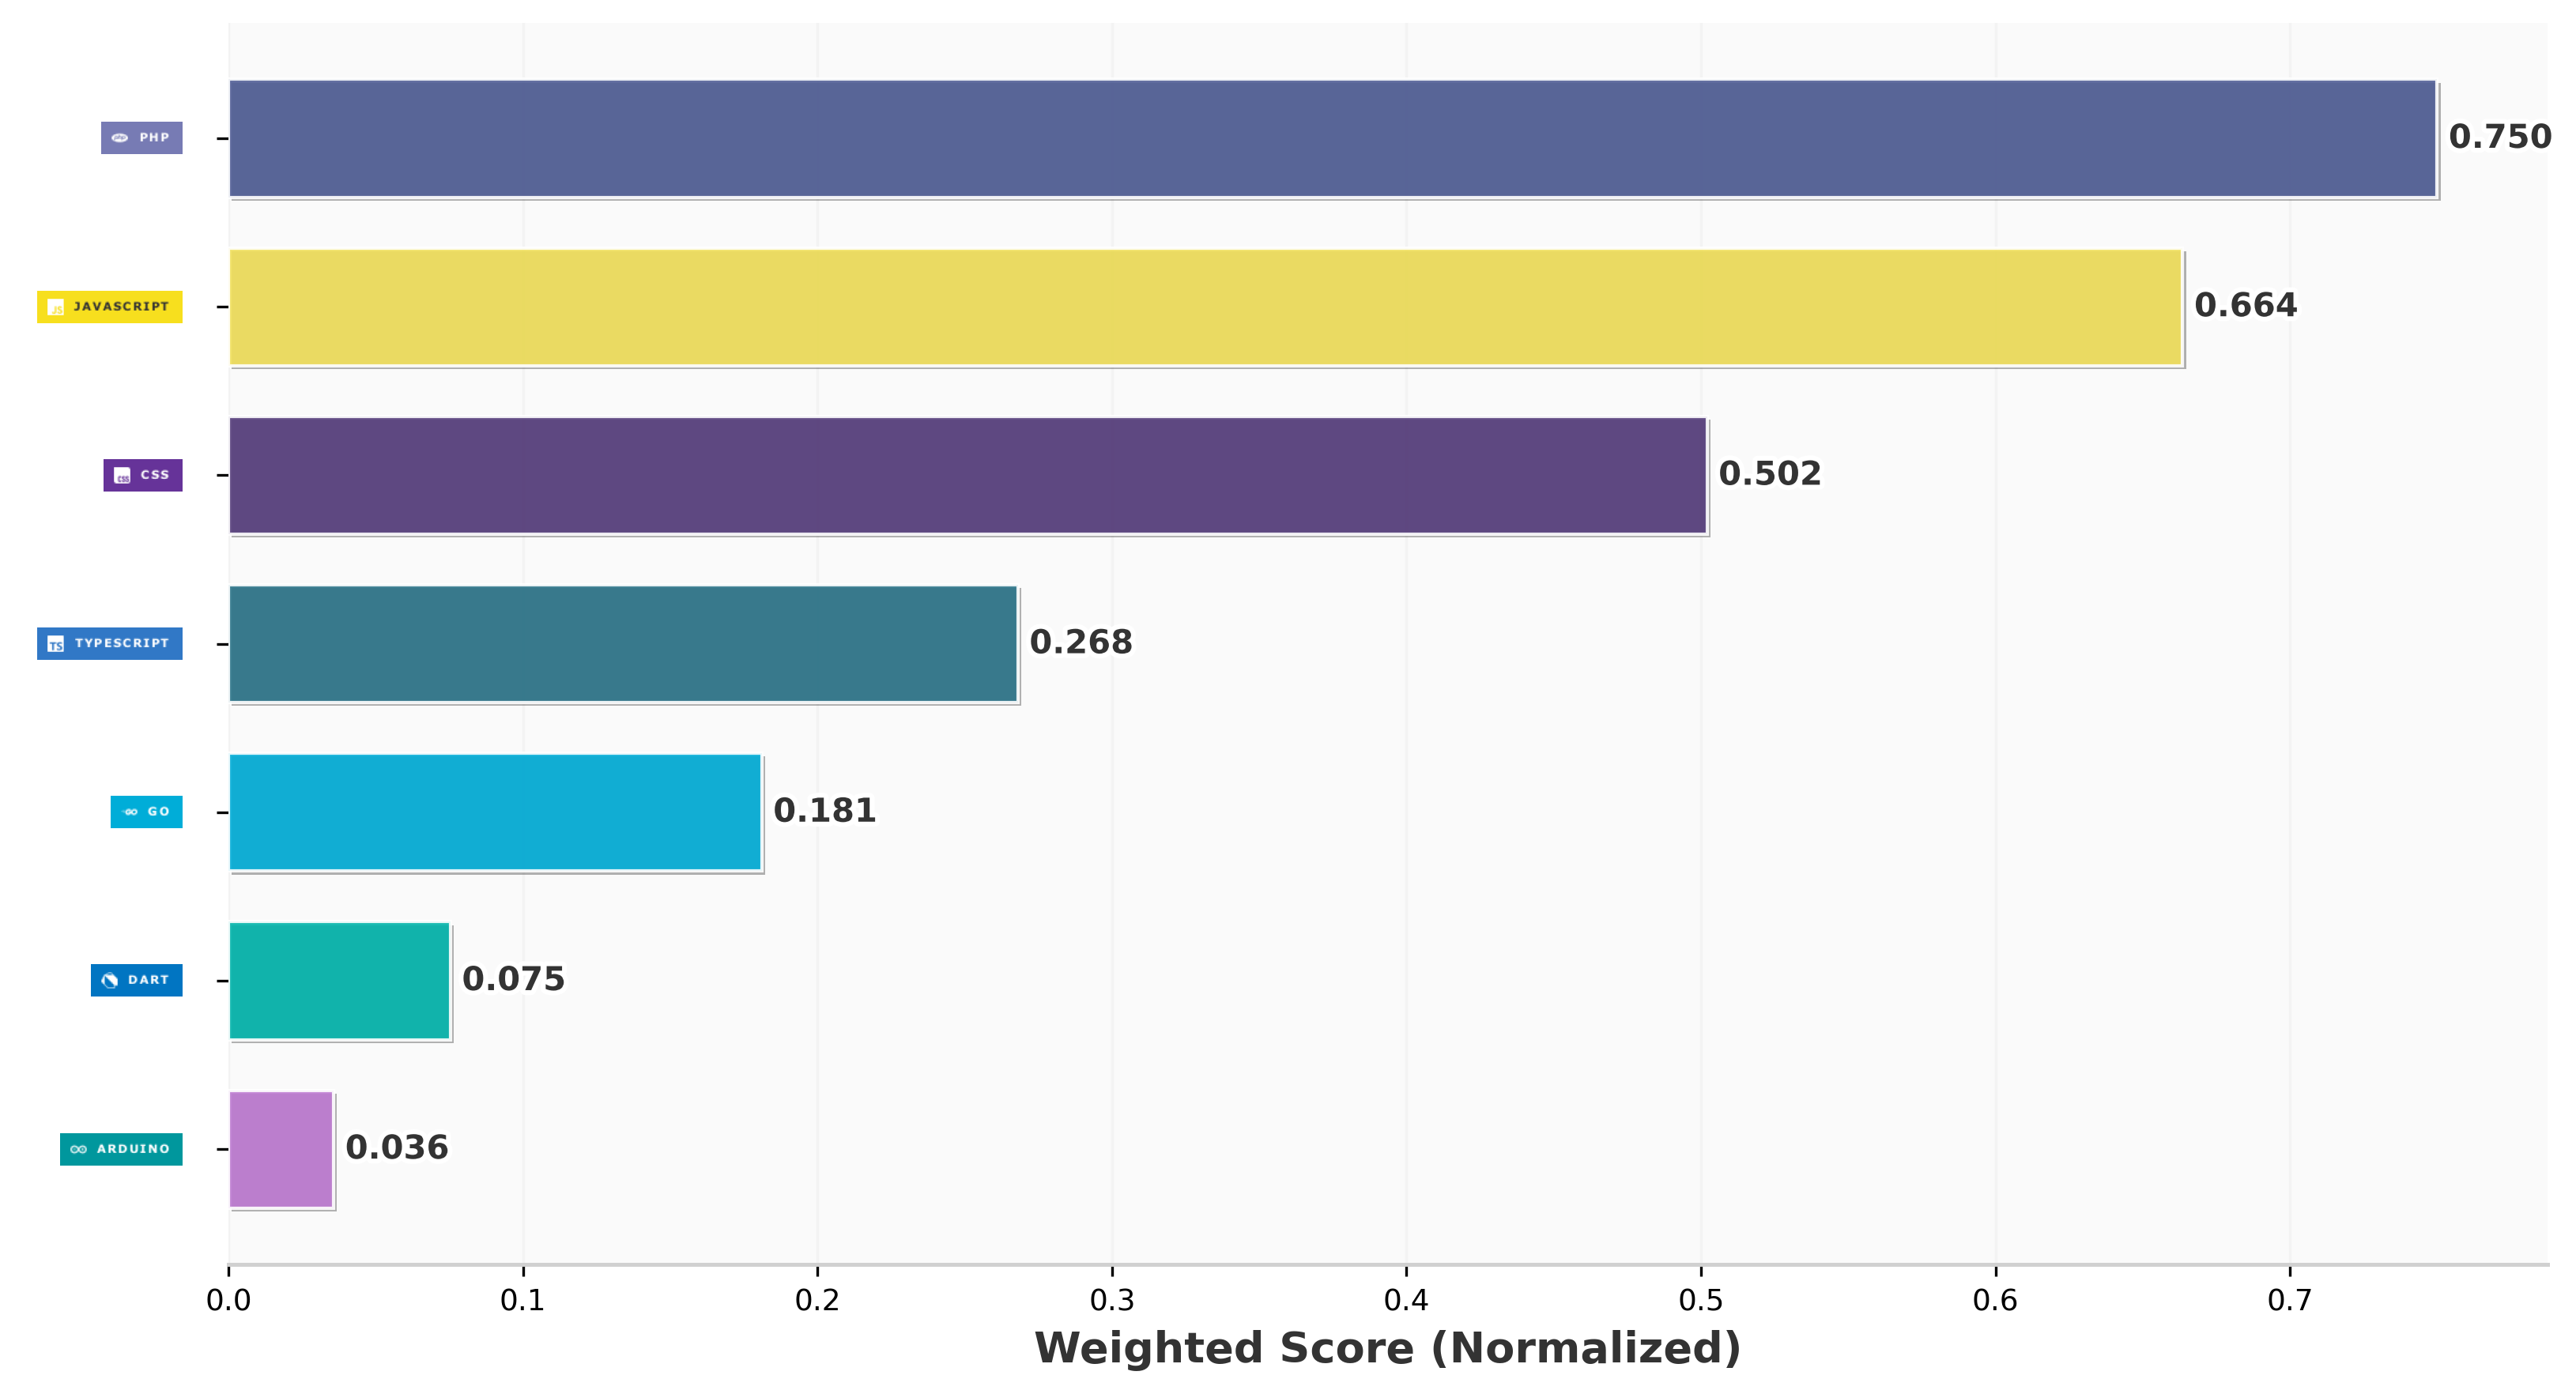 PHP
0.750
JAVASCRIPT
0.664
CSS
0.502
TYPESCRIPT
0.268
GO
0.181
DART
0.075
ARDUINO
0.036
0.0 0.1 0.2 0.3 0.4 0.5 0.6 0.7
Weighted Score (Normalized)